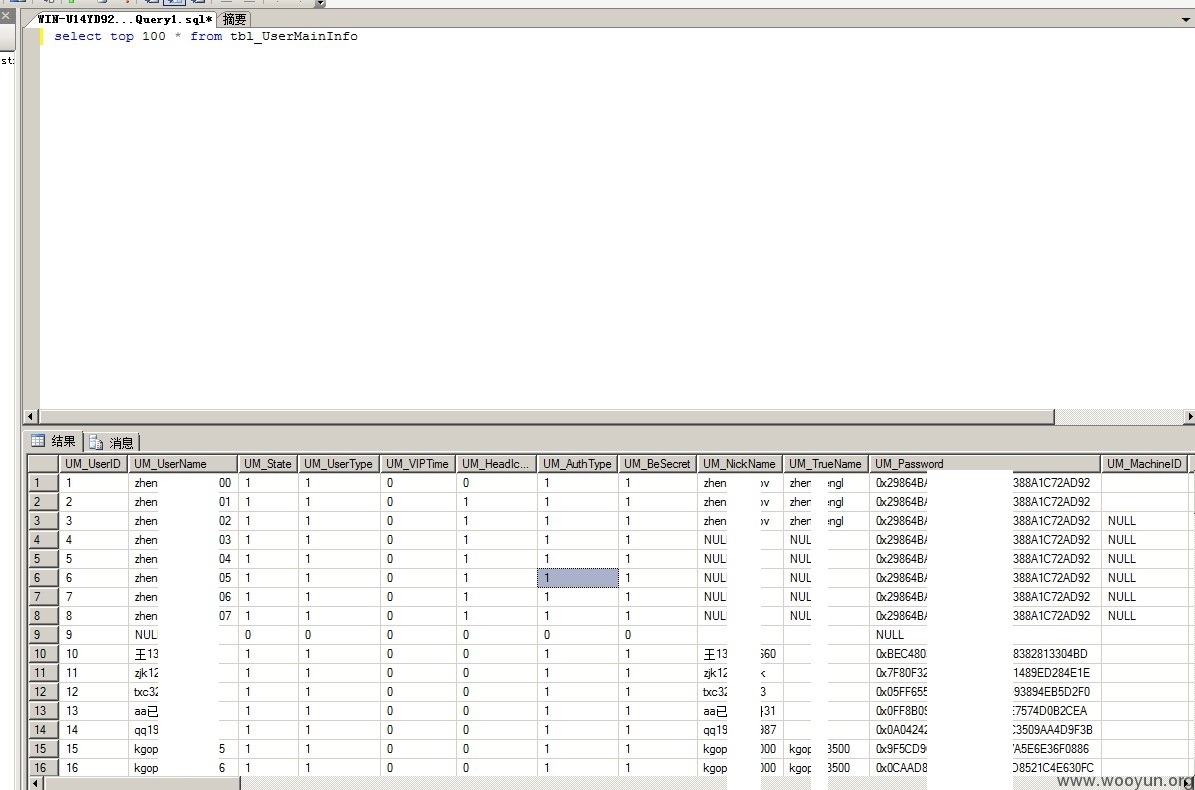 WIN-U14YD92...Query1.sql* 摘要
select top 100 * from tbl_UserMainInfo
结果 消息
UM_UserID UM_UserName UM_State UM_UserType UM_VIPTime UM_HeadIc... UM_AuthType UM_BeSecret UM_NickName UM_TrueName UM_Password UM_MachineID
1 1 zhen 00 1 1 0 0 1 1 zhen ov zhen engl 0x29864BA 388A1C72AD92
2 2 zhen 01 1 1 0 1 1 1 zhen ov zhen engl 0x29864BA 388A1C72AD92
3 3 zhen 02 1 1 0 1 1 1 zhen ov zhen engl 0x29864BA 388A1C72AD92 NULL
4 4 zhen 03 1 1 0 1 1 1 NUL NUL 0x29864BA 388A1C72AD92 NULL
5 5 zhen 04 1 1 0 1 1 1 NUL NUL 0x29864BA 388A1C72AD92 NULL
6 6 zhen 05 1 1 0 1 1 1 NUL NUL 0x29864BA 388A1C72AD92 NULL
7 7 zhen 06 1 1 0 1 1 1 NUL NUL 0x29864BA 388A1C72AD92 NULL
8 8 zhen 07 1 1 0 1 1 1 NUL NUL 0x29864BA 388A1C72AD92 NULL
9 9 NULL 0 0 0 0 0 0 NULL
10 10 王13 1 1 0 0 1 1 王13 560 0xBEC480 8382813304BD
11 11 zjk12 1 1 0 0 1 1 zjk12 k 0x7F80F32 1489ED284E1E
12 12 txc32 1 1 0 0 1 1 txc32 3 0x05FF655 93894EB5D2F0
13 13 aa已 1 1 0 0 1 1 aa已 431 0x0FF8B09 E7574D0B2CEA
14 14 qq19 1 1 0 0 1 1 qq19 987 0x0A04242 C3509AA4D9F3B
15 15 kgop 5 1 1 0 0 1 1 kgop 000 kgop 3500 0x9F5CD9 7A5E6E36F0886
16 16 kgop 6 1 1 0 0 1 1 kgop 000 kgop 3500 0x0CAAD8 D8521C4E630FC
www.wooyun.org